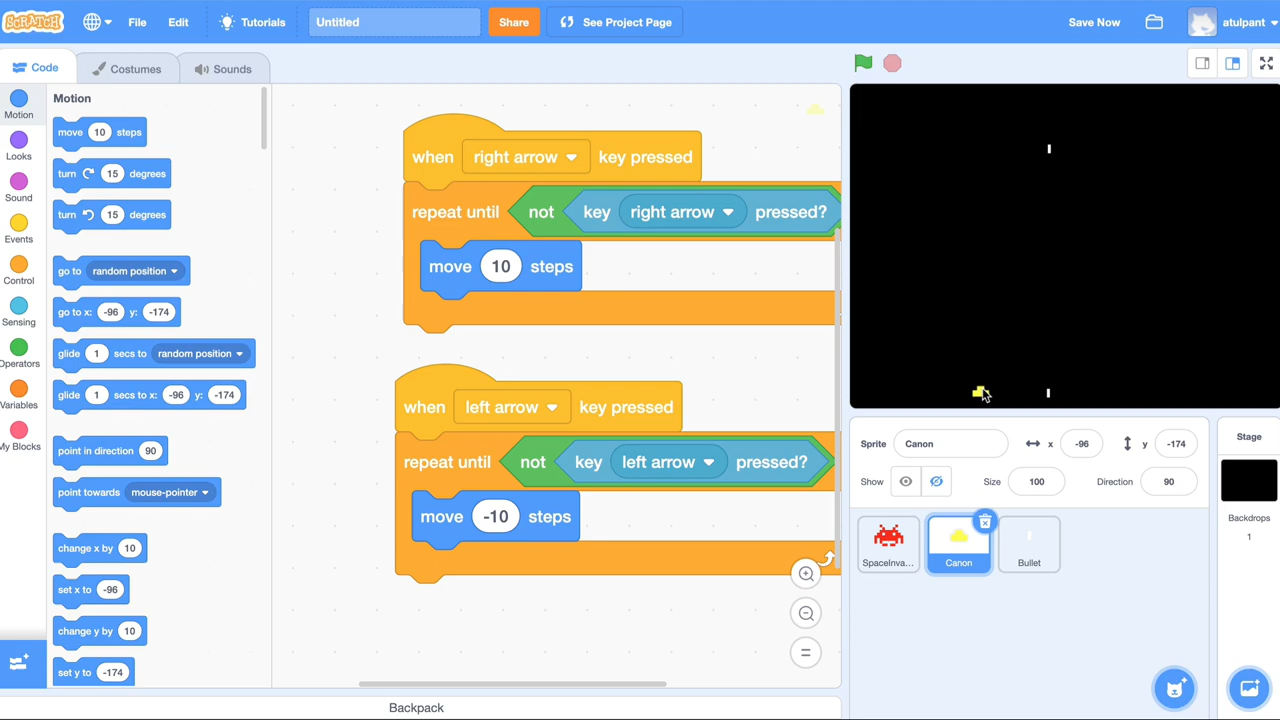 SCRATCH
File
Edit
Tutorials
Untitled
Share
See Project Page
Save Now
atulpant
Code
Costumes
Sounds
Motion
Looks
Sound
Events
Control
Sensing
Operators
Variables
My Blocks
Motion
move 10 steps
turn 15 degrees
turn 15 degrees
go to random position
go to x: -96 y: -174
glide 1 secs to random position
glide 1 secs to x: -96 y: -174
point in direction 90
point towards mouse-pointer
change x by 10
set x to -96
change y by 10
set y to -174
when right arrow key pressed
repeat until not key right arrow pressed?
move 10 steps
when left arrow key pressed
repeat until not key left arrow pressed?
move -10 steps
Backpack
Sprite Canon x -96 y -174
Show Size 100 Direction 90
SpaceInva...
Canon
Bullet
Stage
Backdrops
1